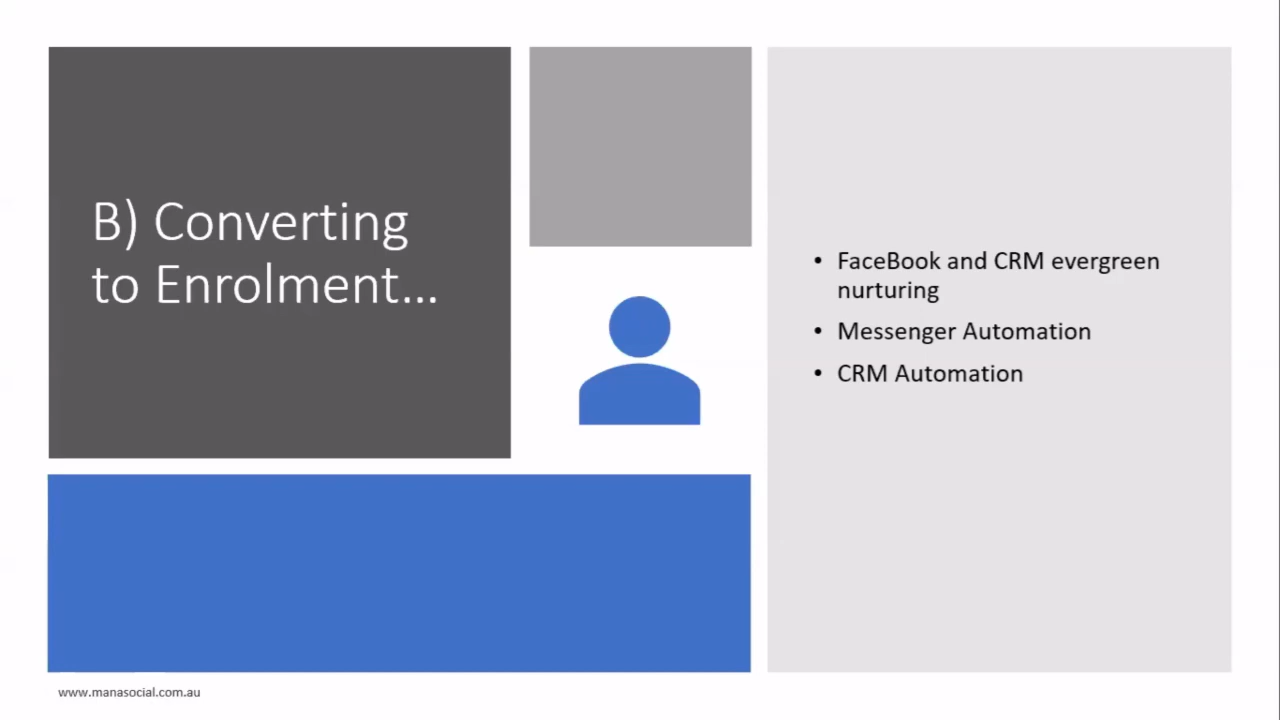 B) Converting
to Enrolment...
• FaceBook and CRM evergreen
nurturing
• Messenger Automation
• CRM Automation
www.manasocial.com.au